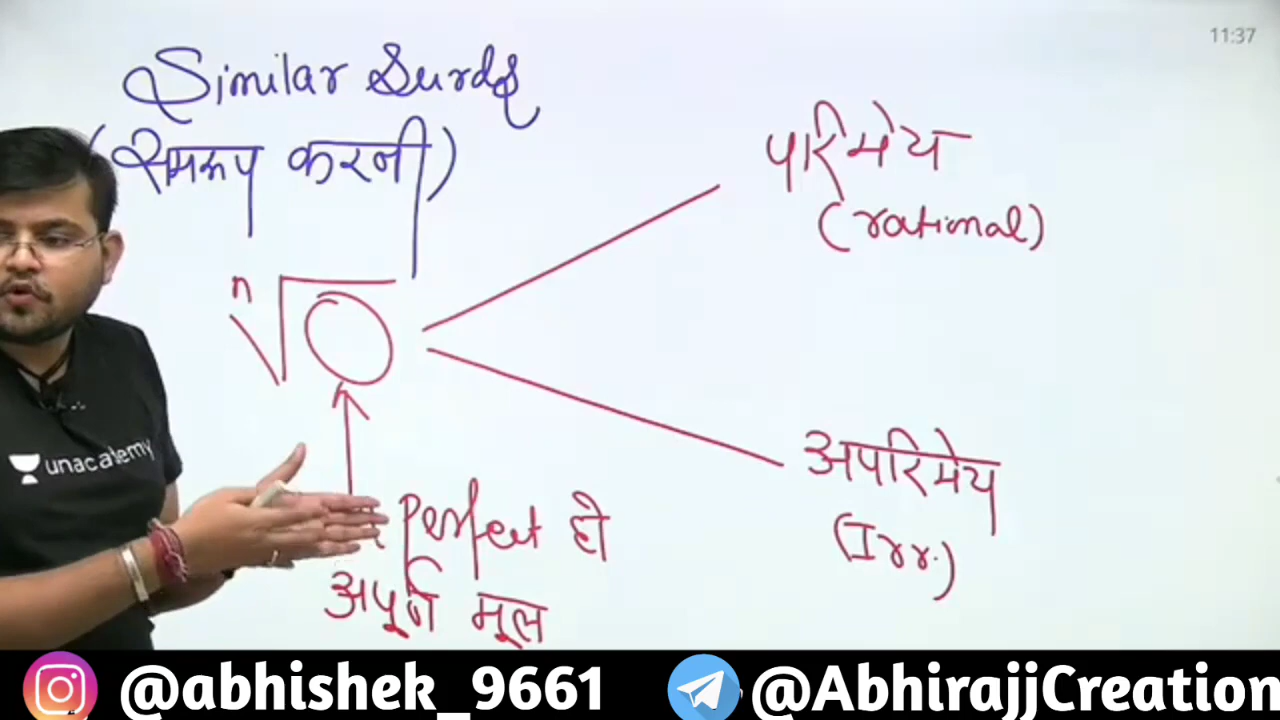 11:37
Similar Surds
(समरूप करनी)
परिमेय
(rational)
n
unacademy
अपरिमेय
(Irr.)
Perfect हो
अपूर्ण मूल
@abhishek_9661
@AbhirajjCreation